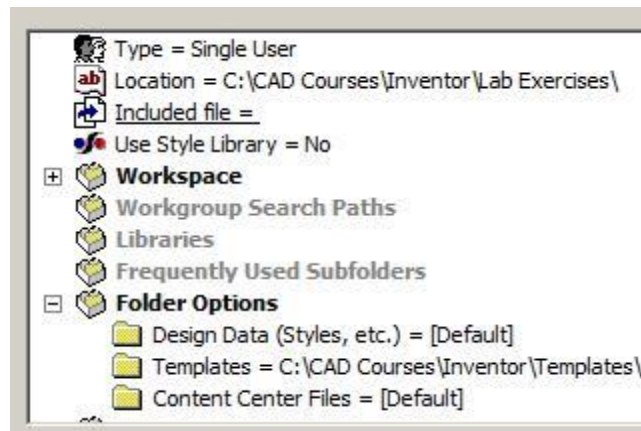 Type = Single User
ab Location = C:\CAD Courses\Inventor\Lab Exercises\
Included file =
Use Style Library = No
Workspace
Workgroup Search Paths
Libraries
Frequently Used Subfolders
Folder Options
Design Data (Styles, etc.) = [Default]
Templates = C:\CAD Courses\Inventor\Templates\
Content Center Files = [Default]